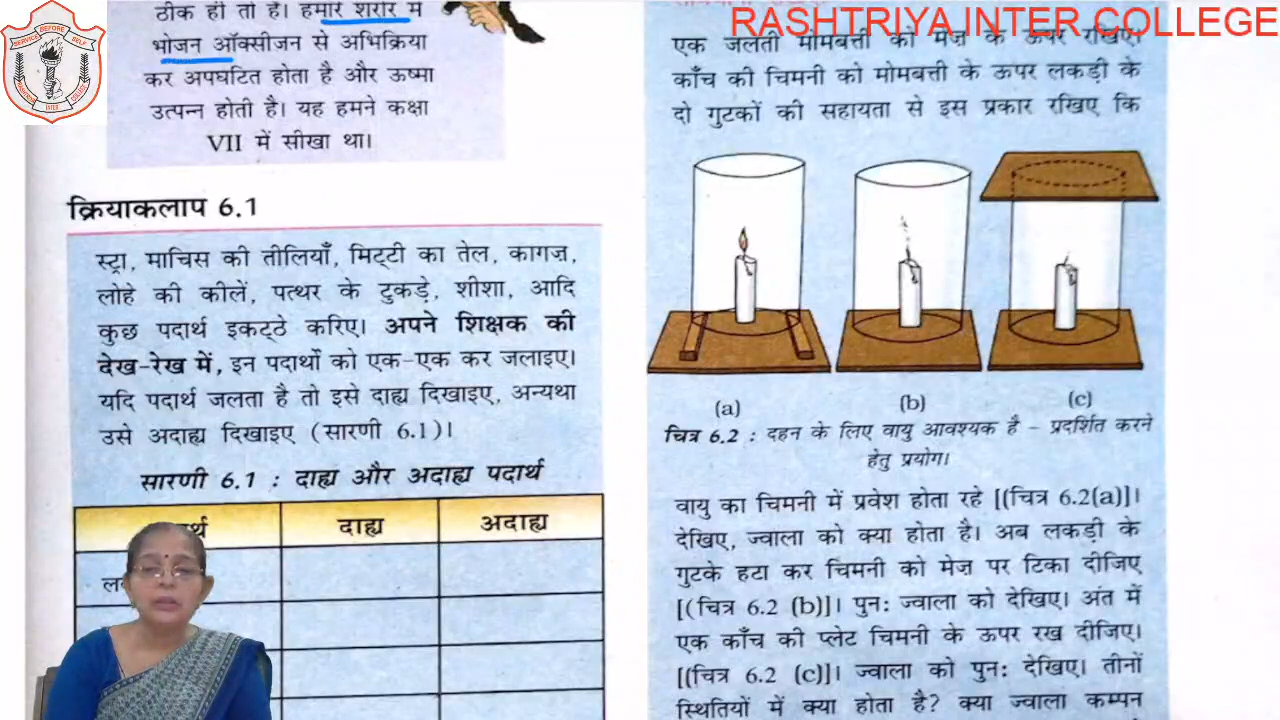 RASHTRIYA INTER COLLEGE
SERVICE BEFORE SELF
ठीक ही तो है। हमारे शरीर में
भोजन ऑक्सीजन से अभिक्रिया
कर अपघटित होता है और ऊष्मा
उत्पन्न होती है। यह हमने कक्षा
VII में सीखा था।
क्रियाकलाप 6.1
स्ट्रा, माचिस की तीलियाँ, मिट्टी का तेल, कागज़,
लोहे की कीलें, पत्थर के टुकड़े, शीशा, आदि
कुछ पदार्थ इकट्ठे करिए। अपने शिक्षक की
देख-रेख में, इन पदार्थों को एक-एक कर जलाइए।
यदि पदार्थ जलता है तो इसे दाह्य दिखाइए, अन्यथा
उसे अदाह्य दिखाइए (सारणी 6.1)।
सारणी 6.1 : दाह्य और अदाह्य पदार्थ
दाह्य
अदाह्य
एक जलती मोमबत्ती को मेज़ के ऊपर रखिए।
काँच की चिमनी को मोमबत्ती के ऊपर लकड़ी के
दो गुटकों की सहायता से इस प्रकार रखिए कि
(a)
(b)
(c)
चित्र 6.2 : दहन के लिए वायु आवश्यक है – प्रदर्शित करने
हेतु प्रयोग।
वायु का चिमनी में प्रवेश होता रहे [(चित्र 6.2(a)]।
देखिए, ज्वाला को क्या होता है। अब लकड़ी के
गुटके हटा कर चिमनी को मेज़ पर टिका दीजिए
[(चित्र 6.2 (b)]। पुन: ज्वाला को देखिए। अंत में
एक काँच की प्लेट चिमनी के ऊपर रख दीजिए।
[(चित्र 6.2 (c)]। ज्वाला को पुन: देखिए। तीनों
स्थितियों में क्या होता है? क्या ज्वाला कम्पन